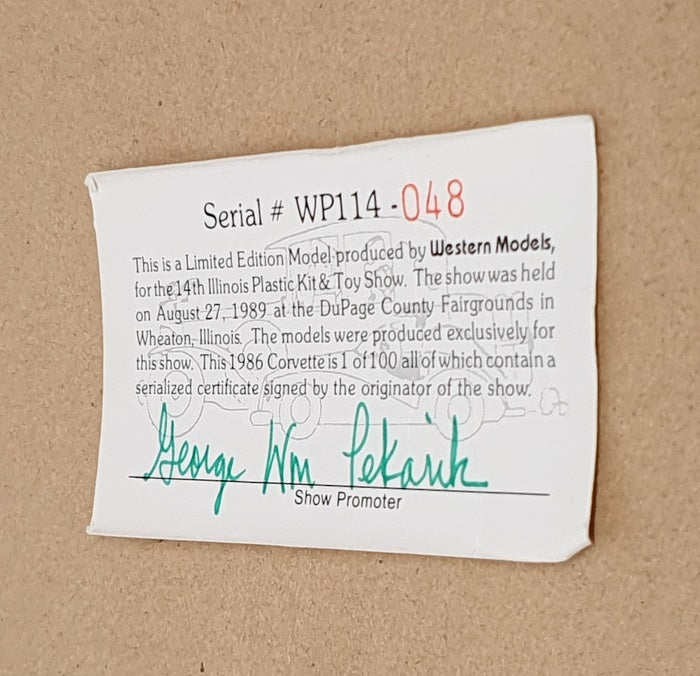 Serial # WP114 - 048
This is a Limited Edition Model produced by Western Models,
for the 14th Illinois Plastic Kit & Toy Show. The show was held
on August 27, 1989 at the DuPage County Fairgrounds in
Wheaton, Illinois. The models were produced exclusively for
this show. This 1986 Corvette is 1 of 100 all of which contain a
serialized certificate signed by the originator of the show.
George Wm Pekarik
Show Promoter